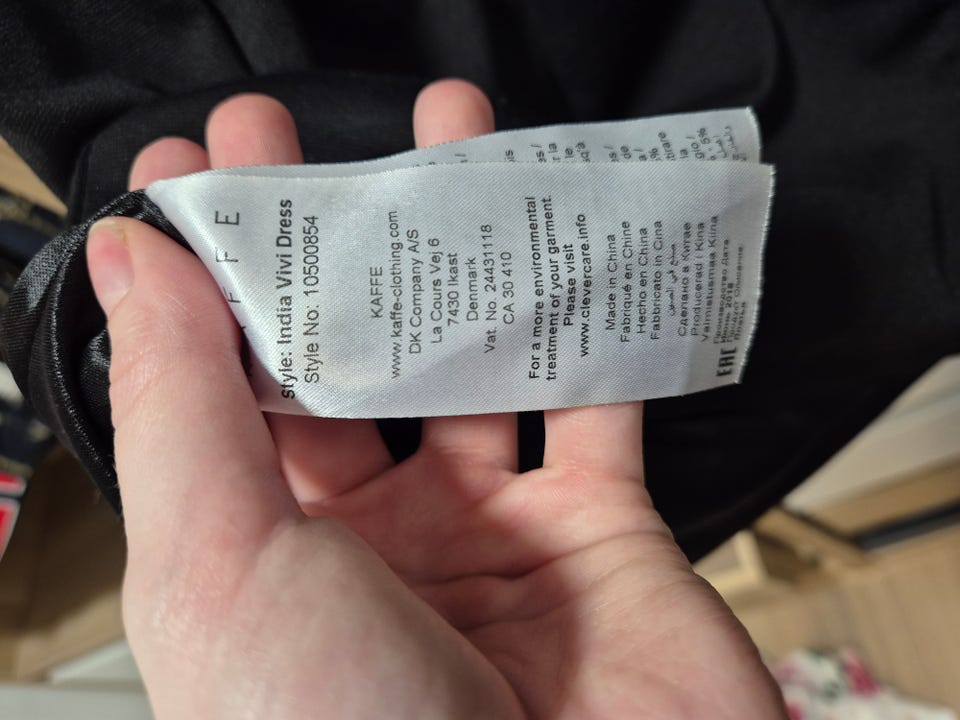 F F E
Style: India Vivi Dress
Style No: 10500854
KAFFE
www.kaffe-clothing.com
DK Company A/S
La Cours Vej 6
7430 Ikast
Denmark
Vat. No. 24431118
CA 30 410
For a more environmental
treatment of your garment.
Please visit
www.clevercare.info
Made in China
Fabriqué en Chine
Hecho en China
Fabbricato in Cina
صنع في الصين
Сделано в Китае
Producerad i Kina
Valmistusmaa Kiina
EAC